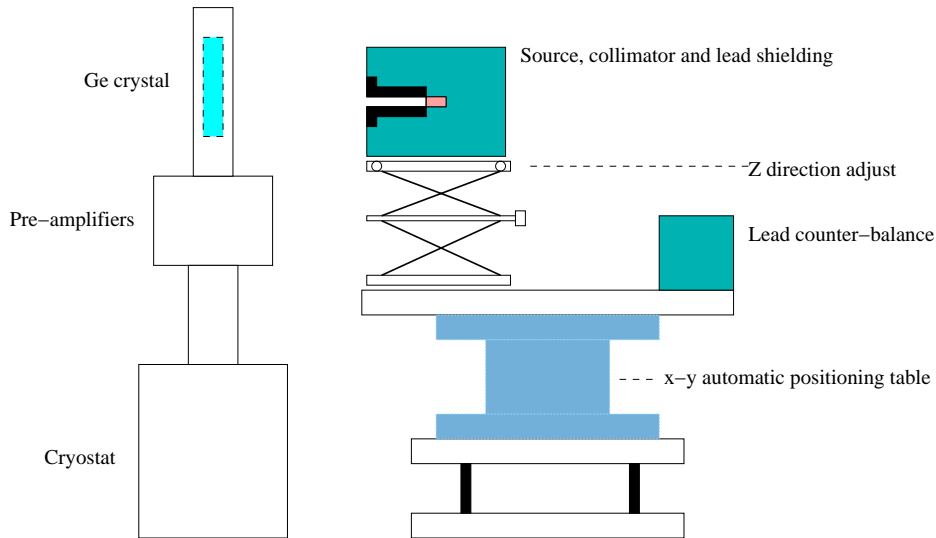 Source, collimator and lead shielding
Ge crystal
Z direction adjust
Pre−amplifiers
Lead counter−balance
x−y automatic positioning table
Cryostat